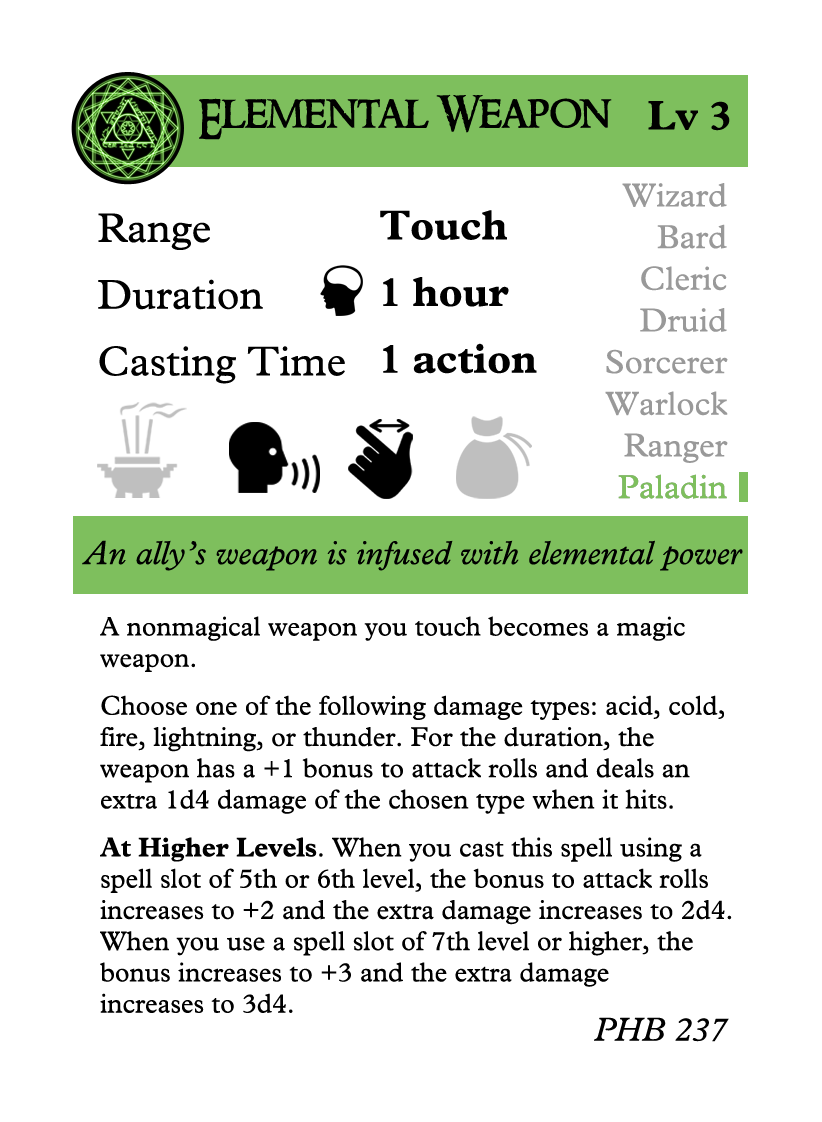 Elemental Weapon Lv 3
Range Touch
Duration 1 hour
Casting Time 1 action
Wizard
Bard
Cleric
Druid
Sorcerer
Warlock
Ranger
Paladin
An ally's weapon is infused with elemental power
A nonmagical weapon you touch becomes a magic
weapon.
Choose one of the following damage types: acid, cold,
fire, lightning, or thunder. For the duration, the
weapon has a +1 bonus to attack rolls and deals an
extra 1d4 damage of the chosen type when it hits.
At Higher Levels. When you cast this spell using a
spell slot of 5th or 6th level, the bonus to attack rolls
increases to +2 and the extra damage increases to 2d4.
When you use a spell slot of 7th level or higher, the
bonus increases to +3 and the extra damage
increases to 3d4.
PHB 237